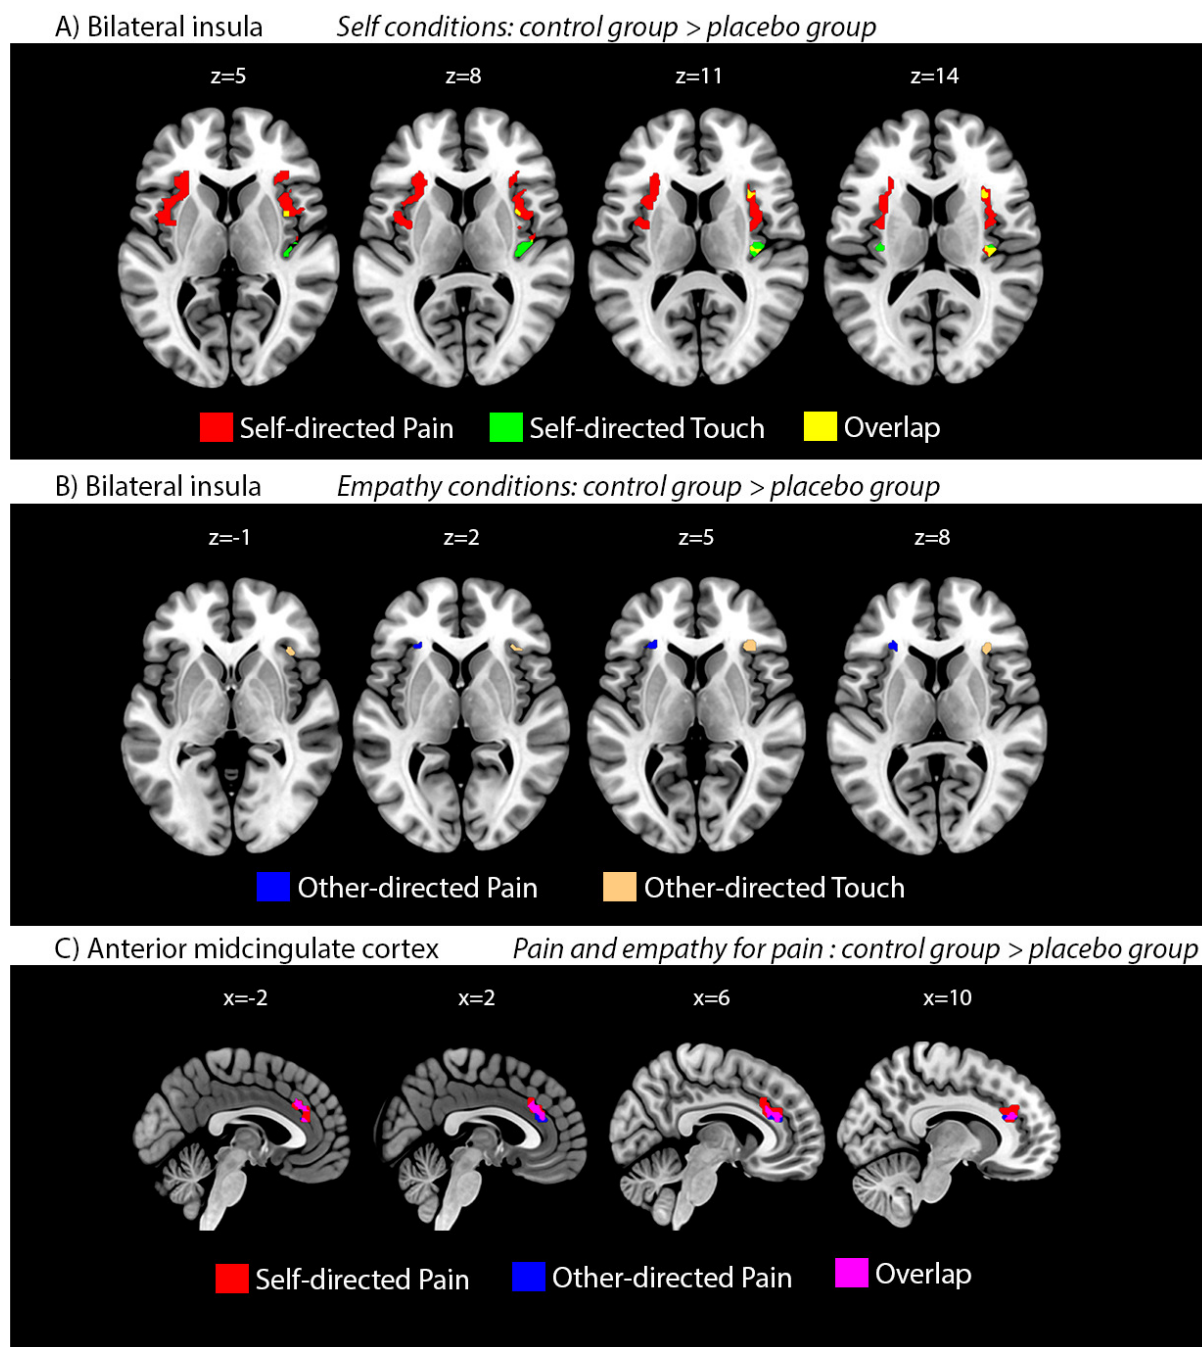 A) Bilateral insula Self conditions: control group > placebo group
z=5 z=8 z=11 z=14
Self-directed Pain Self-directed Touch Overlap
B) Bilateral insula Empathy conditions: control group > placebo group
z=-1 z=2 z=5 z=8
Other-directed Pain Other-directed Touch
C) Anterior midcingulate cortex Pain and empathy for pain : control group > placebo group
x=-2 x=2 x=6 x=10
Self-directed Pain Other-directed Pain Overlap